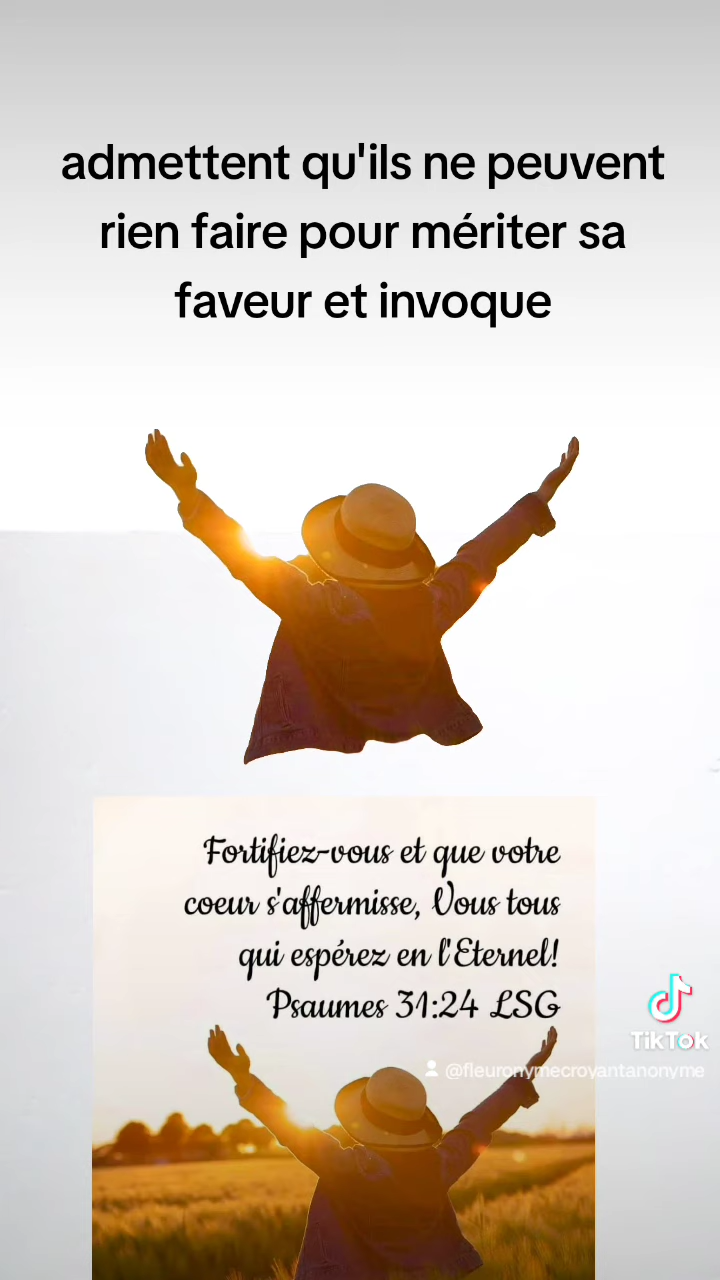 admettent qu'ils ne peuvent
rien faire pour mériter sa
faveur et invoque
Fortifiez-vous et que votre
coeur s'affermisse, Vous tous
qui espérez en l'Eternel!
Psaumes 31:24 LSG
TikTok
@fleuronymecroyantanonyme